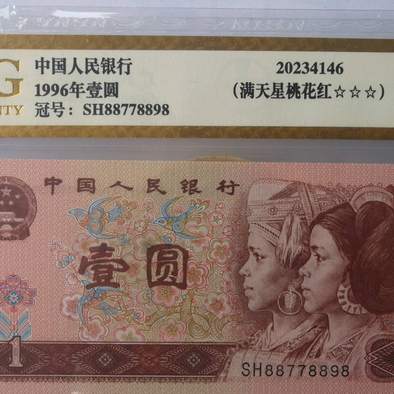 中国人民银行
1996年壹圆
冠号：SH88778898
20234146
（满天星桃花红☆☆☆）
G
NTY
中国人民银行
壹圆
1
SH88778898